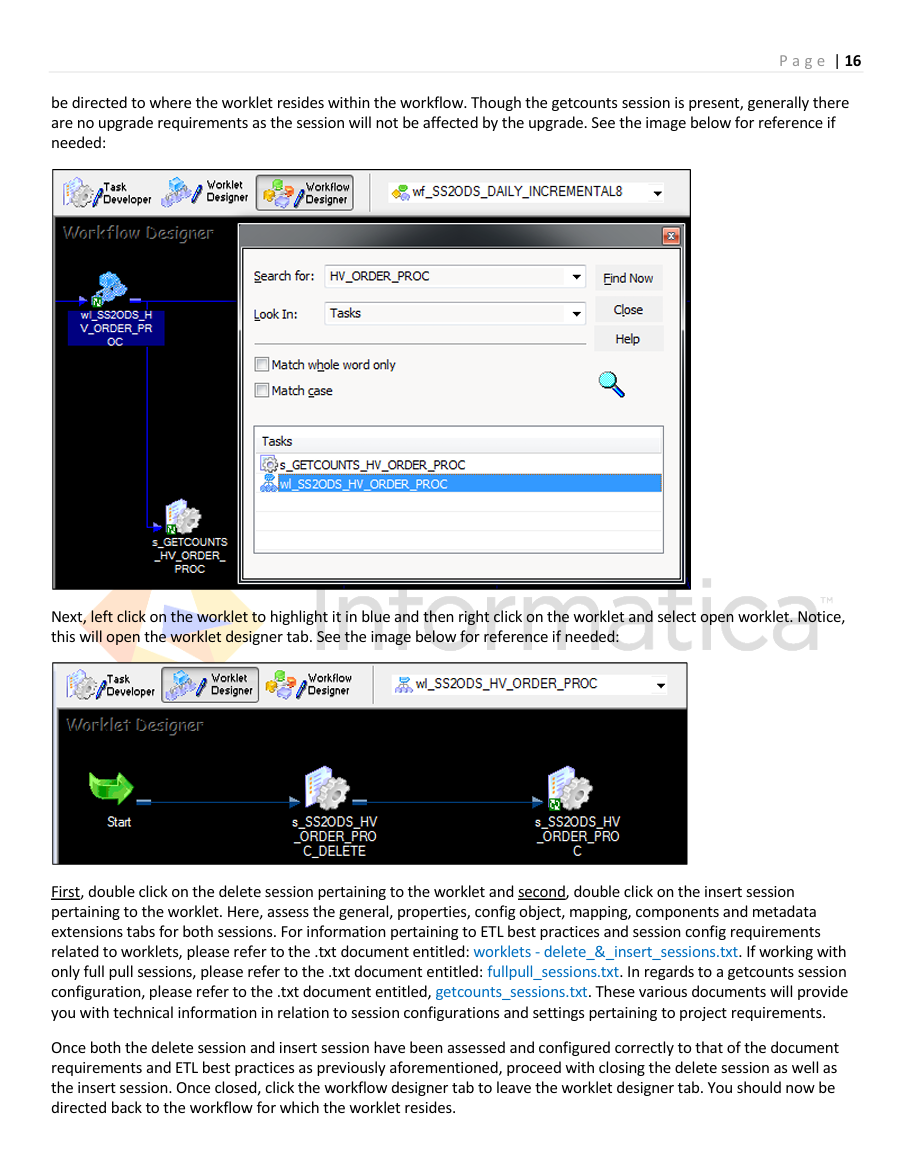 Page | 16
be directed to where the worklet resides within the workflow. Though the getcounts session is present, generally there
are no upgrade requirements as the session will not be affected by the upgrade. See the image below for reference if
needed:
Task
Developer
Worklet
Designer
Workflow
Designer
wf_SS2ODS_DAILY_INCREMENTAL8
Workflow Designer
wl_SS2ODS_H
V_ORDER_PR
OC
s_GETCOUNTS
_HV_ORDER_
PROC
Search for:
HV_ORDER_PROC
Find Now
Look In:
Tasks
Close
Help
Match whole word only
Match case
Tasks
s_GETCOUNTS_HV_ORDER_PROC
wl_SS2ODS_HV_ORDER_PROC
Informatica™
Next, left click on the worklet to highlight it in blue and then right click on the worklet and select open worklet. Notice,
this will open the worklet designer tab. See the image below for reference if needed:
Task
Developer
Worklet
Designer
Workflow
Designer
wl_SS2ODS_HV_ORDER_PROC
Worklet Designer
Start
s_SS2ODS_HV
_ORDER_PRO
C_DELETE
s_SS2ODS_HV
_ORDER_PRO
C
First, double click on the delete session pertaining to the worklet and second, double click on the insert session
pertaining to the worklet. Here, assess the general, properties, config object, mapping, components and metadata
extensions tabs for both sessions. For information pertaining to ETL best practices and session config requirements
related to worklets, please refer to the .txt document entitled: worklets - delete_&_insert_sessions.txt. If working with
only full pull sessions, please refer to the .txt document entitled: fullpull_sessions.txt. In regards to a getcounts session
configuration, please refer to the .txt document entitled, getcounts_sessions.txt. These various documents will provide
you with technical information in relation to session configurations and settings pertaining to project requirements.
Once both the delete session and insert session have been assessed and configured correctly to that of the document
requirements and ETL best practices as previously aforementioned, proceed with closing the delete session as well as
the insert session. Once closed, click the workflow designer tab to leave the worklet designer tab. You should now be
directed back to the workflow for which the worklet resides.